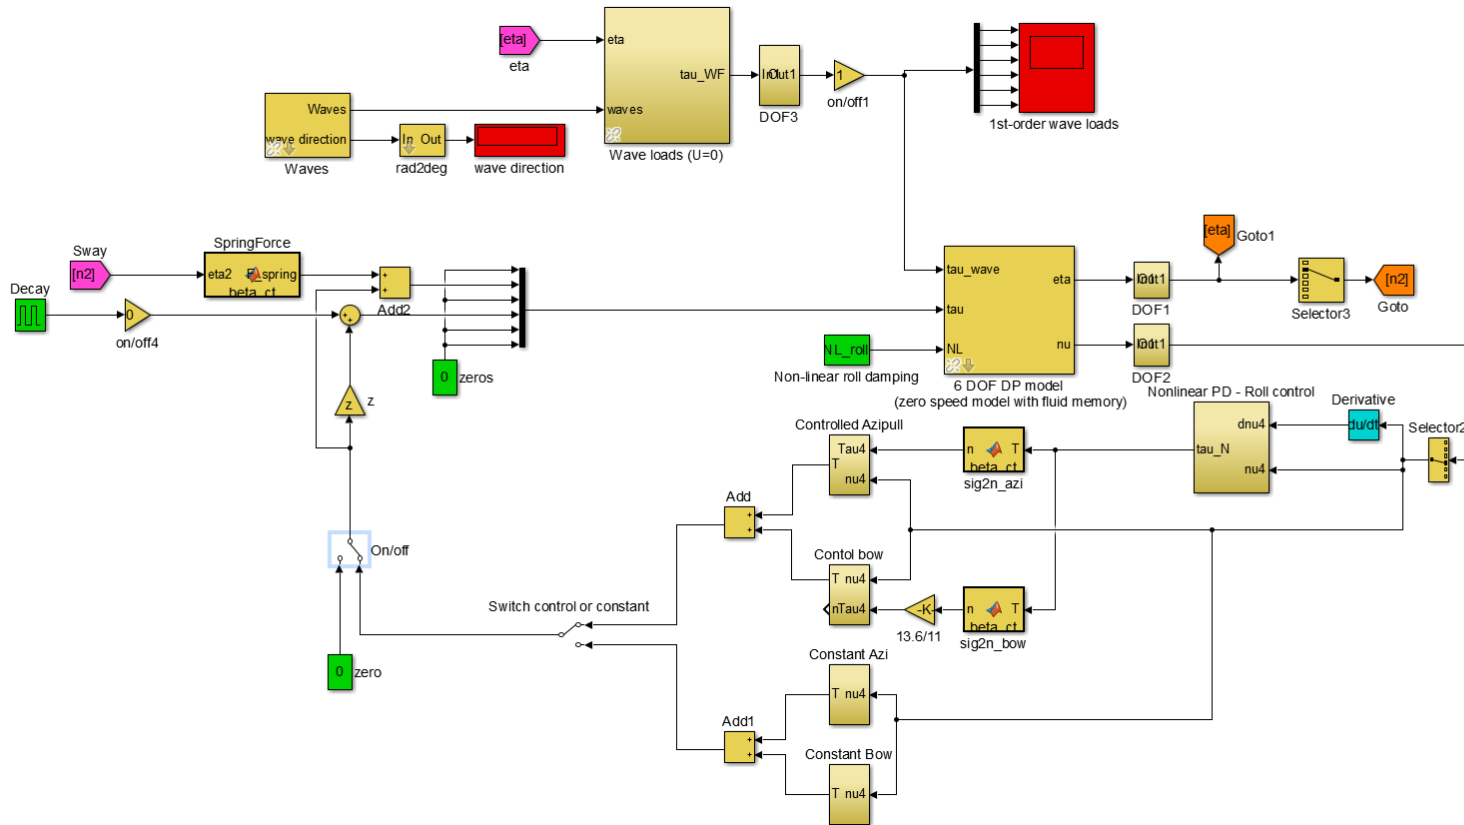 [eta]
eta
eta
waves
tau_WF
Wave loads (U=0)
DOF3
1
on/off1
1st-order wave loads
Waves
wave direction
Waves
In Out
rad2deg
wave direction
Sway
[n2]
SpringForce
eta2
F_spring
beta_ct
Decay
0
on/off4
+
+
Add2
+
+
0
zeros
z
z
On/off
0
zero
Switch control or constant
tau_wave
tau
NL
eta
nu
6 DOF DP model
(zero speed model with fluid memory)
NL_roll
Non-linear roll damping
DOF1
DOF2
[eta]
Goto1
Selector3
[n2]
Goto
Nonlinear PD - Roll control
dnu4
tau_N
nu4
Derivative
du/dt
Selector2
Controlled Azipull
Tau4
T
nu4
n T
beta_ct
sig2n_azi
Add
+
+
Contol bow
T nu4
nTau4
-K-
13.6/11
n T
beta_ct
sig2n_bow
Constant Azi
T nu4
Add1
+
+
Constant Bow
T nu4